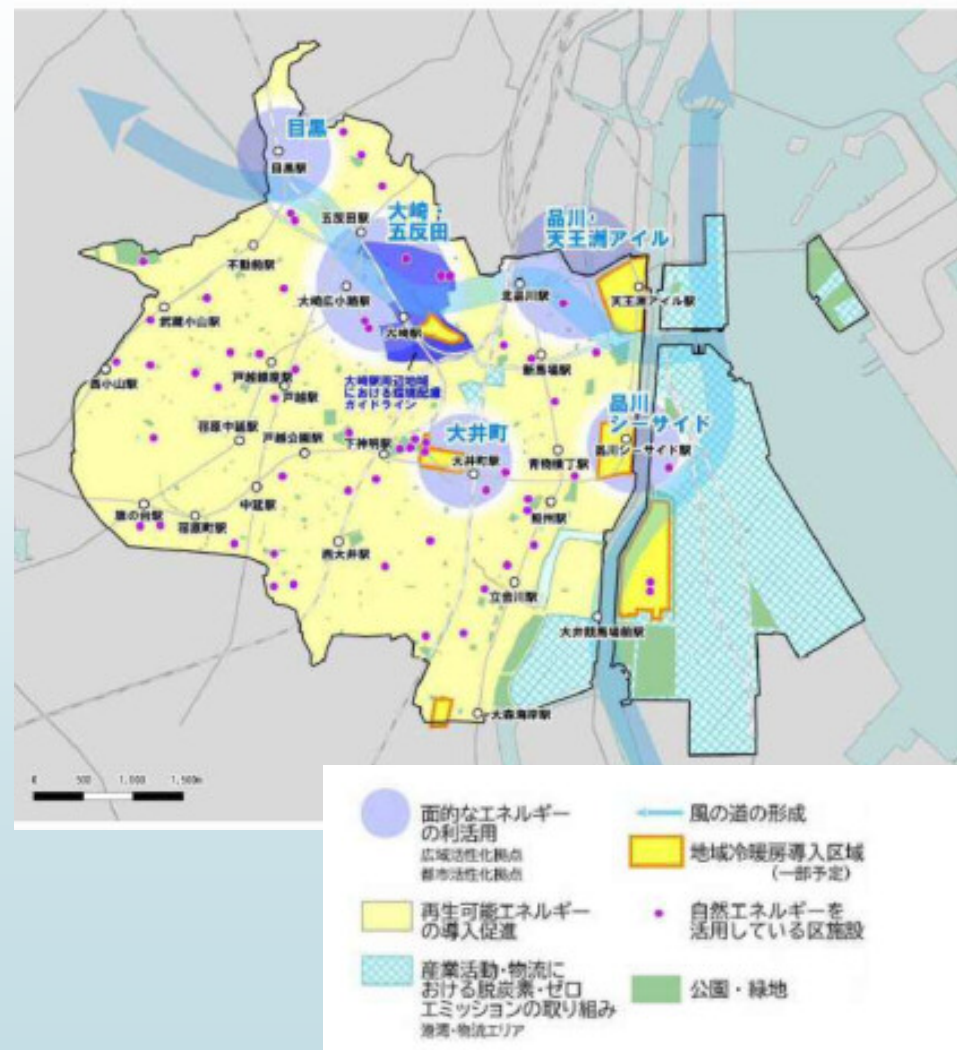 目黒
目黒駅
五反田駅
大崎・
五反田
品川・
天王洲アイル
不動前駅
大崎広小路駅
北品川駅
天王洲アイル駅
武蔵小山駅
大崎駅
新馬場駅
西小山駅
戸越銀座駅
戸越駅
大崎駅周辺地域
における環境配慮
ガイドライン
品川
シーサイド
荏原中延駅
戸越公園駅
下神明駅
大井町
大井町駅
青物横丁駅
品川シーサイド駅
旗の台駅
荏原町駅
中延駅
鮫洲駅
西大井駅
立会川駅
大井競馬場前駅
大森海岸駅
0 500 1,000 1,500m
面的なエネルギー
の利活用
広域活性化拠点
都市活性化拠点
再生可能エネルギー
の導入促進
産業活動・物流に
おける脱炭素・ゼロ
エミッションの取り組み
港湾・物流エリア
風の道の形成
地域冷暖房導入区域
(一部予定)
自然エネルギーを
活用している区施設
公園・緑地